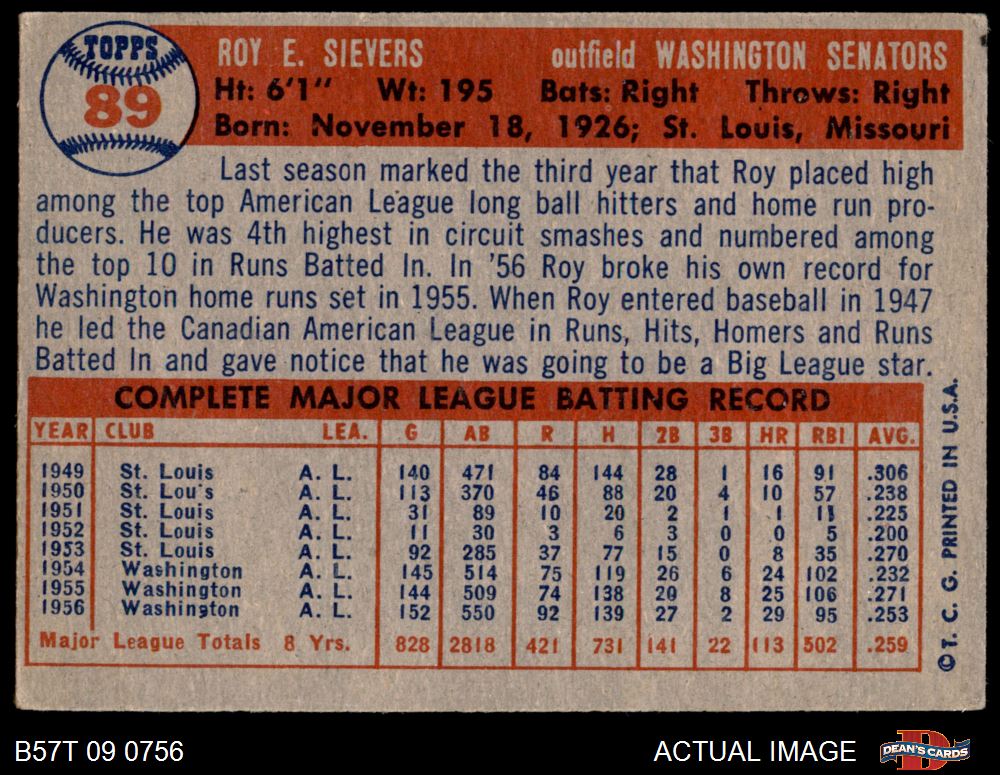 TOPPS
89
ROY E. SIEVERS outfield WASHINGTON SENATORS
Ht: 6'1" Wt: 195 Bats: Right Throws: Right
Born: November 18, 1926; St. Louis, Missouri
Last season marked the third year that Roy placed high
among the top American League long ball hitters and home run pro-
ducers. He was 4th highest in circuit smashes and numbered among
the top 10 in Runs Batted In. In '56 Roy broke his own record for
Washington home runs set in 1955. When Roy entered baseball in 1947
he led the Canadian American League in Runs, Hits, Homers and Runs
Batted In and gave notice that he was going to be a Big League star.
COMPLETE MAJOR LEAGUE BATTING RECORD
YEAR CLUB LEA. G AB R H 2B 3B HR RBI AVG.
1949 St. Louis A. L. 140 471 84 144 28 1 16 91 .306
1950 St. Lou's A. L. 113 370 46 88 20 4 10 57 .238
1951 St. Louis A. L. 31 89 10 20 2 1 1 11 .225
1952 St. Louis A. L. 11 30 3 6 3 0 0 5 .200
1953 St. Louis A. L. 92 285 37 77 15 0 8 35 .270
1954 Washington A. L. 145 514 75 119 26 6 24 102 .232
1955 Washington A. L. 144 509 74 138 20 8 25 106 .271
1956 Washington A. L. 152 550 92 139 27 2 29 95 .253
Major League Totals 8 Yrs. 828 2818 421 731 141 22 113 502 .259
© T. C. G. PRINTED IN U.S.A.
B57T 09 0756
ACTUAL IMAGE
D
DEAN'S CARDS